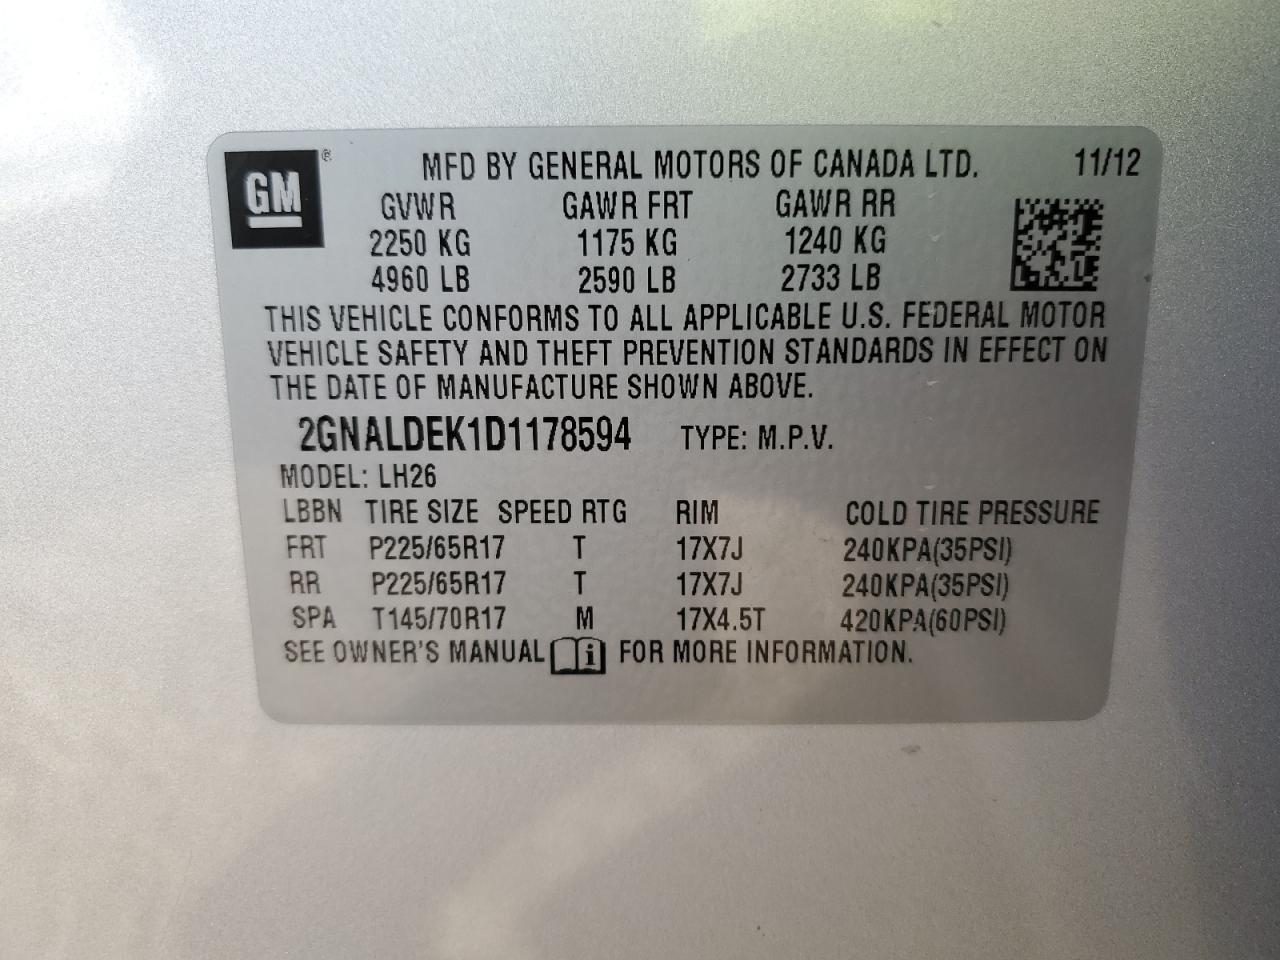 GM ® MFD BY GENERAL MOTORS OF CANADA LTD. 11/12
GVWR GAWR FRT GAWR RR
2250 KG 1175 KG 1240 KG
4960 LB 2590 LB 2733 LB
THIS VEHICLE CONFORMS TO ALL APPLICABLE U.S. FEDERAL MOTOR
VEHICLE SAFETY AND THEFT PREVENTION STANDARDS IN EFFECT ON
THE DATE OF MANUFACTURE SHOWN ABOVE.
2GNALDEK1D1178594 TYPE: M.P.V.
MODEL: LH26
LBBN TIRE SIZE SPEED RTG RIM COLD TIRE PRESSURE
FRT P225/65R17 T 17X7J 240KPA(35PSI)
RR P225/65R17 T 17X7J 240KPA(35PSI)
SPA T145/70R17 M 17X4.5T 420KPA(60PSI)
SEE OWNER'S MANUAL i FOR MORE INFORMATION.